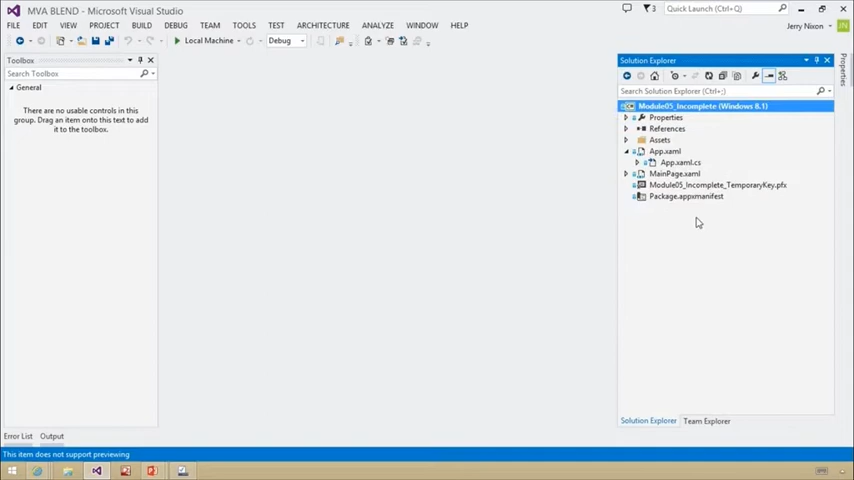 MVA BLEND - Microsoft Visual Studio
3
Quick Launch (Ctrl+Q)
FILE EDIT VIEW PROJECT BUILD DEBUG TEAM TOOLS TEST ARCHITECTURE ANALYZE WINDOW HELP
Jerry Nixon
JN
Local Machine
Debug
Toolbox
Search Toolbox
General
There are no usable controls in this
group. Drag an item onto this text to add
it to the toolbox.
Solution Explorer
Search Solution Explorer (Ctrl+;)
Module05_Incomplete (Windows 8.1)
Properties
References
Assets
App.xaml
App.xaml.cs
MainPage.xaml
Module05_Incomplete_TemporaryKey.pfx
Package.appxmanifest
Properties
Solution Explorer Team Explorer
Error List Output
This item does not support previewing